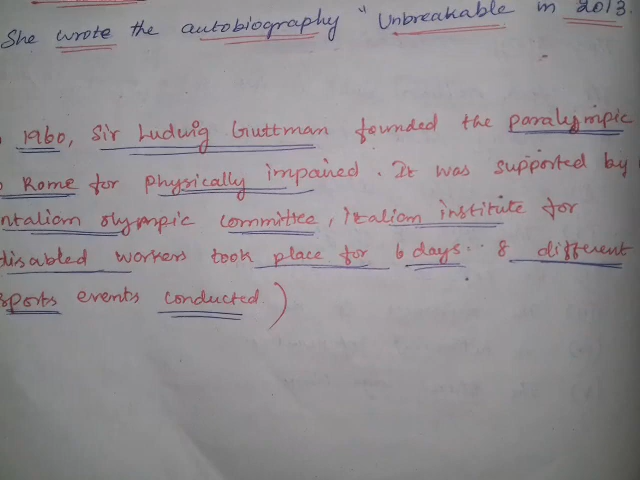 She wrote the autobiography " Unbreakable in 2013.
1960, Sir Ludwig Guttman founded the paralympic
Rome for physically impaired. It was supported by
ntaliam olympic committee, italiam institute for
disabled workers took place for 6 days.. 8 different
sports events conducted.)